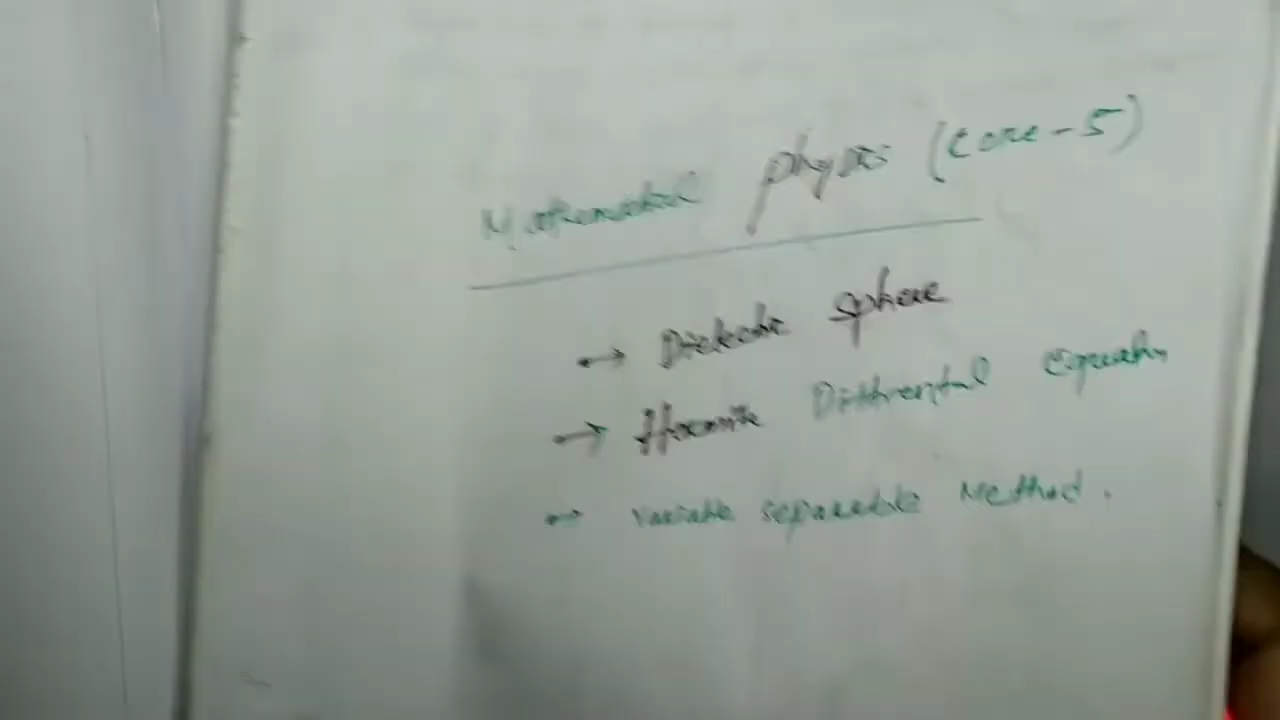 Mathematical physics (core-5)
→ Dielectric sphere
→ Hermite Differential Equation
→ variable separable Method.